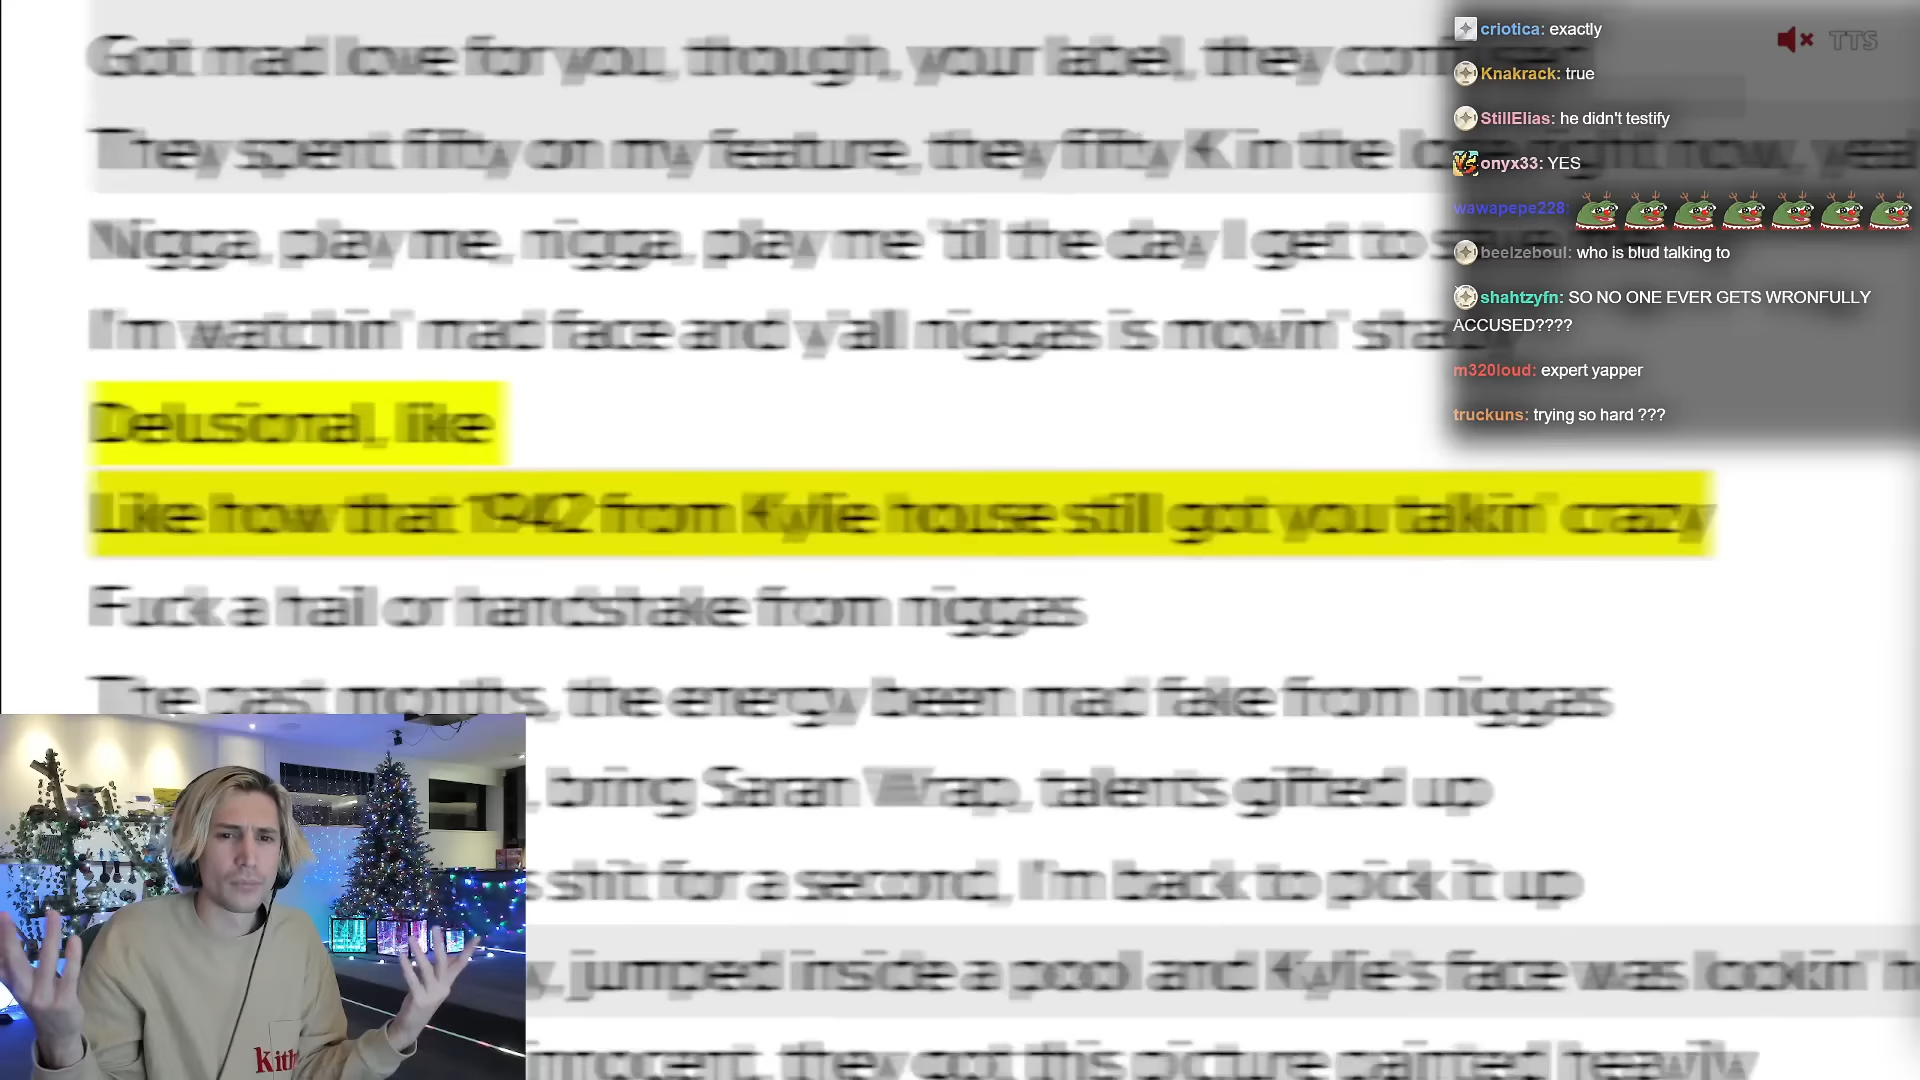 Got mad love for you, though, your label, they
They spent fifty on my feature, they fifty K in the right now,
Nigga, play me, nigga, play me 'til the day I get to
I'm watchin' mad face and y'all niggas is movin'
Delusional, like
Like how that 1942 from Kylie house still got you talkin' crazy
Fuck a hail or handshake from niggas
The past months, the energy been mad fake from niggas
, bring Saran Wrap, talents gifted up
shit for a second, I'm back to pick it up
jumped inside a pool and Kylie's face was lookin'
innocent, they got this picture painted heavily
criotica: exactly
Knakrack: true
StillElias: he didn't testify
onyx33: YES
wawapepe228:
beelzeboul: who is blud talking to
shahtzyfn: SO NO ONE EVER GETS WRONFULLY
ACCUSED????
m320loud: expert yapper
truckuns: trying so hard ???
TTS
kith